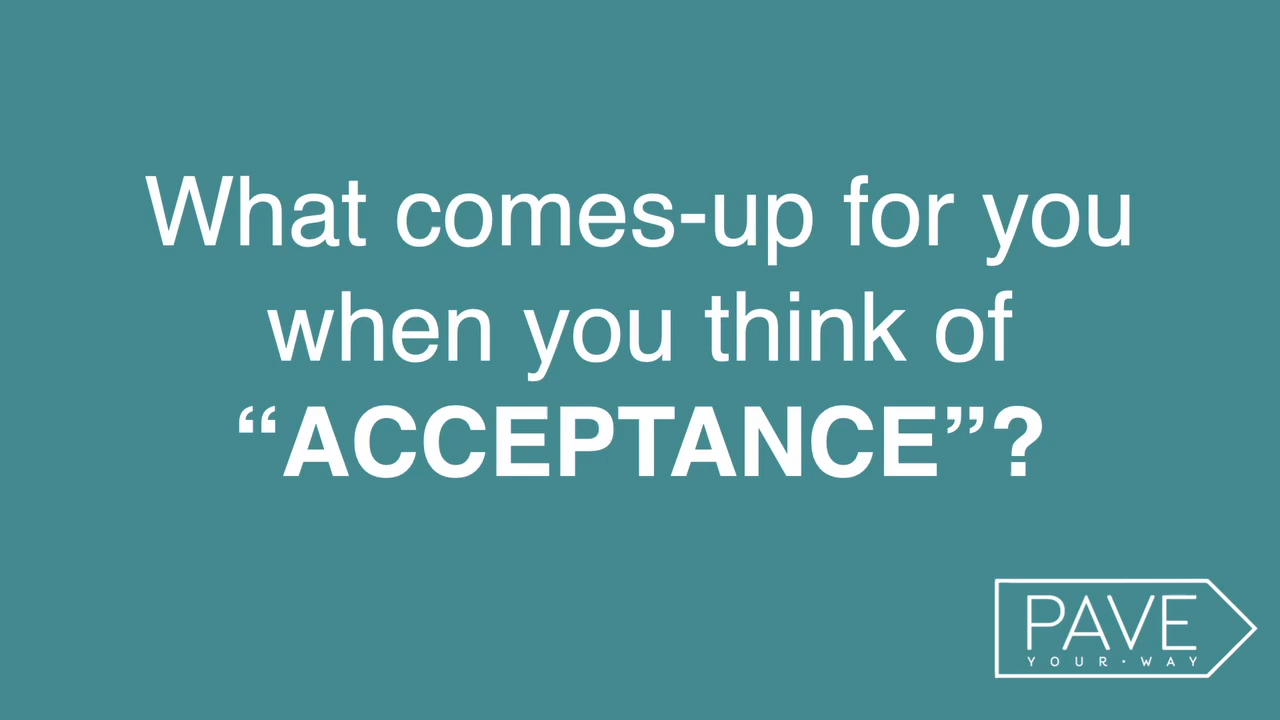 What comes-up for you
when you think of
“ACCEPTANCE”?
PAVE
YOUR·WAY